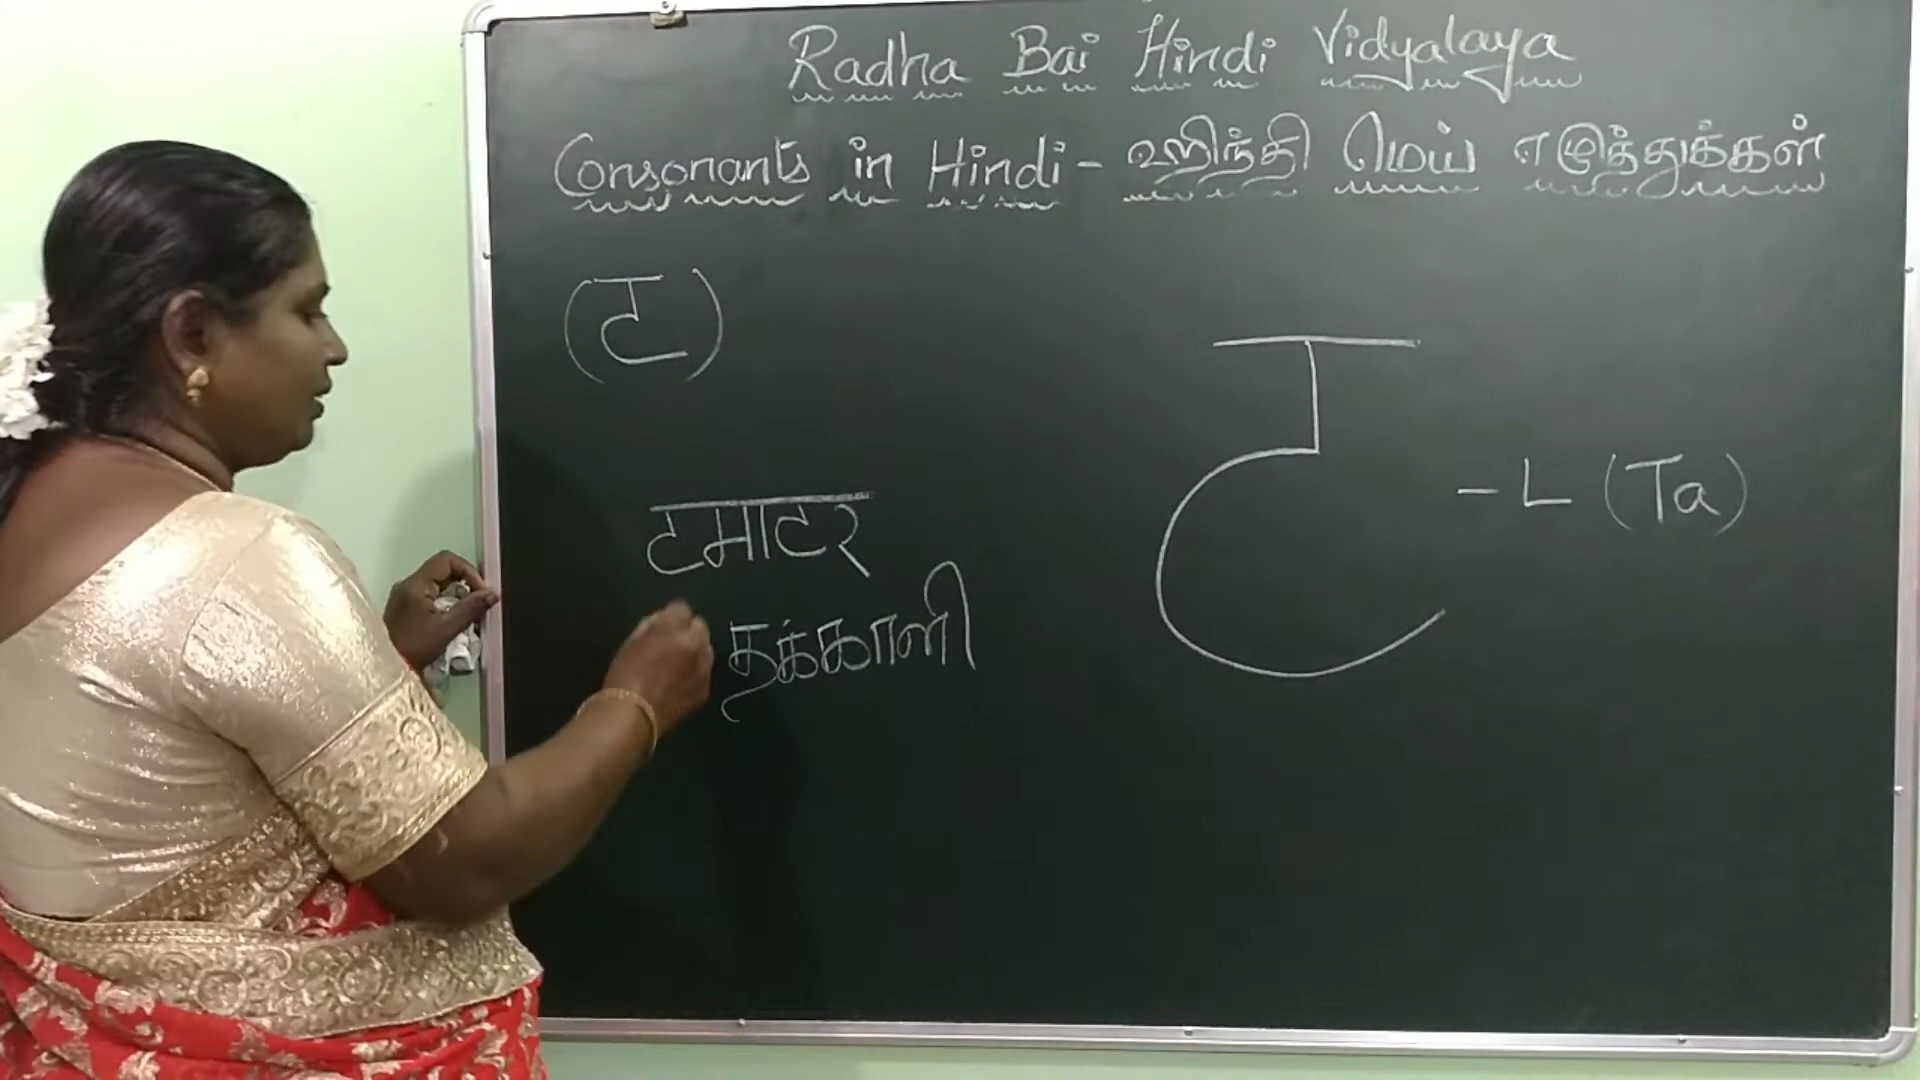 Radha Bai Hindi Vidyalaya
Consonants in Hindi - ஹிந்தி மெய் எழுத்துக்கள்
(ट)
ट - ட (Ta)
टमाटर
தக்காளி